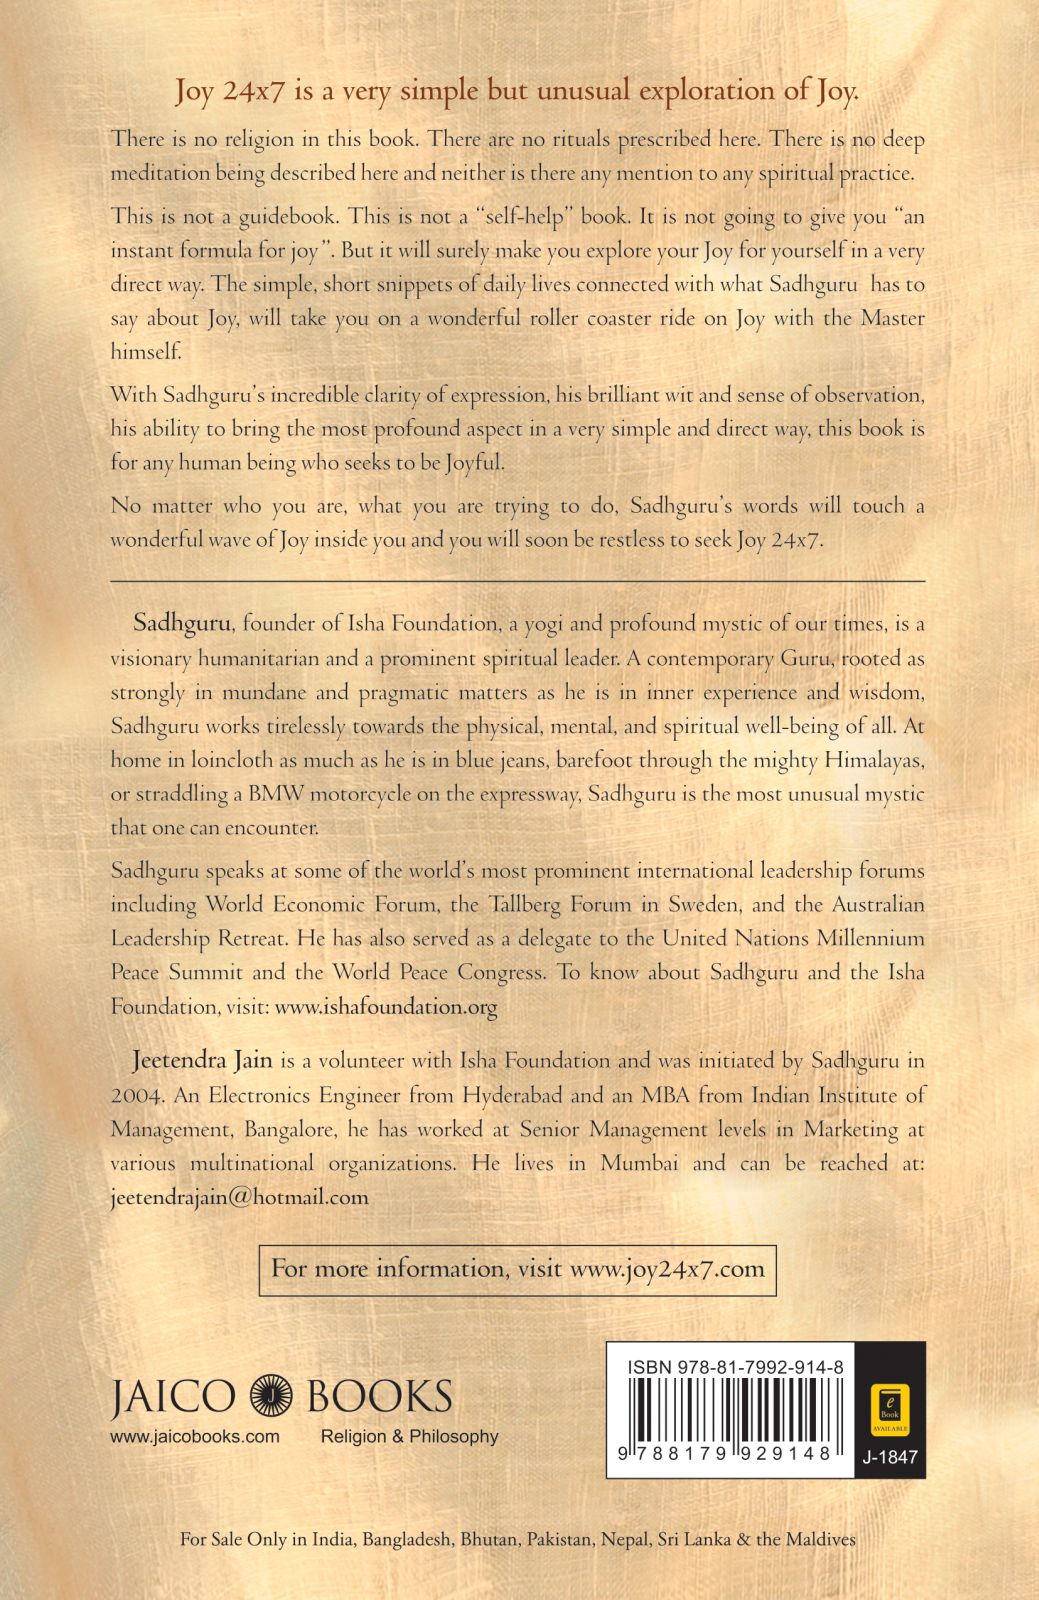 Joy 24x7 is a very simple but unusual exploration of Joy.
There is no religion in this book. There are no rituals prescribed here. There is no deep
meditation being described here and neither is there any mention to any spiritual practice.
This is not a guidebook. This is not a “self-help” book. It is not going to give you “an
instant formula for joy”. But it will surely make you explore your Joy for yourself in a very
direct way. The simple, short snippets of daily lives connected with what Sadhguru has to
say about Joy, will take you on a wonderful roller coaster ride on Joy with the Master
himself.
With Sadhguru’s incredible clarity of expression, his brilliant wit and sense of observation,
his ability to bring the most profound aspect in a very simple and direct way, this book is
for any human being who seeks to be Joyful.
No matter who you are, what you are trying to do, Sadhguru’s words will touch a
wonderful wave of Joy inside you and you will soon be restless to seek Joy 24x7.
Sadhguru, founder of Isha Foundation, a yogi and profound mystic of our times, is a
visionary humanitarian and a prominent spiritual leader. A contemporary Guru, rooted as
strongly in mundane and pragmatic matters as he is in inner experience and wisdom,
Sadhguru works tirelessly towards the physical, mental, and spiritual well-being of all. At
home in loincloth as much as he is in blue jeans, barefoot through the mighty Himalayas,
or straddling a BMW motorcycle on the expressway, Sadhguru is the most unusual mystic
that one can encounter.
Sadhguru speaks at some of the world’s most prominent international leadership forums
including World Economic Forum, the Tallberg Forum in Sweden, and the Australian
Leadership Retreat. He has also served as a delegate to the United Nations Millennium
Peace Summit and the World Peace Congress. To know about Sadhguru and the Isha
Foundation, visit: www.ishafoundation.org
Jeetendra Jain is a volunteer with Isha Foundation and was initiated by Sadhguru in
2004. An Electronics Engineer from Hyderabad and an MBA from Indian Institute of
Management, Bangalore, he has worked at Senior Management levels in Marketing at
various multinational organizations. He lives in Mumbai and can be reached at:
jeetendrajain@hotmail.com
For more information, visit www.joy24x7.com
JAICO J BOOKS
www.jaicobooks.com Religion & Philosophy
ISBN 978-81-7992-914-8
9 788179 929148
e
Book
AVAILABLE
J-1847
For Sale Only in India, Bangladesh, Bhutan, Pakistan, Nepal, Sri Lanka & the Maldives